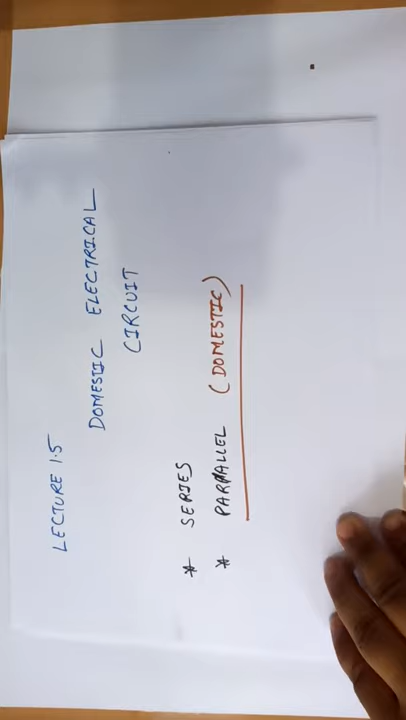 LECTURE 1.5
DOMESTIC ELECTRICAL
CIRCUIT
* SERIES
* PARALLEL (DOMESTIC)